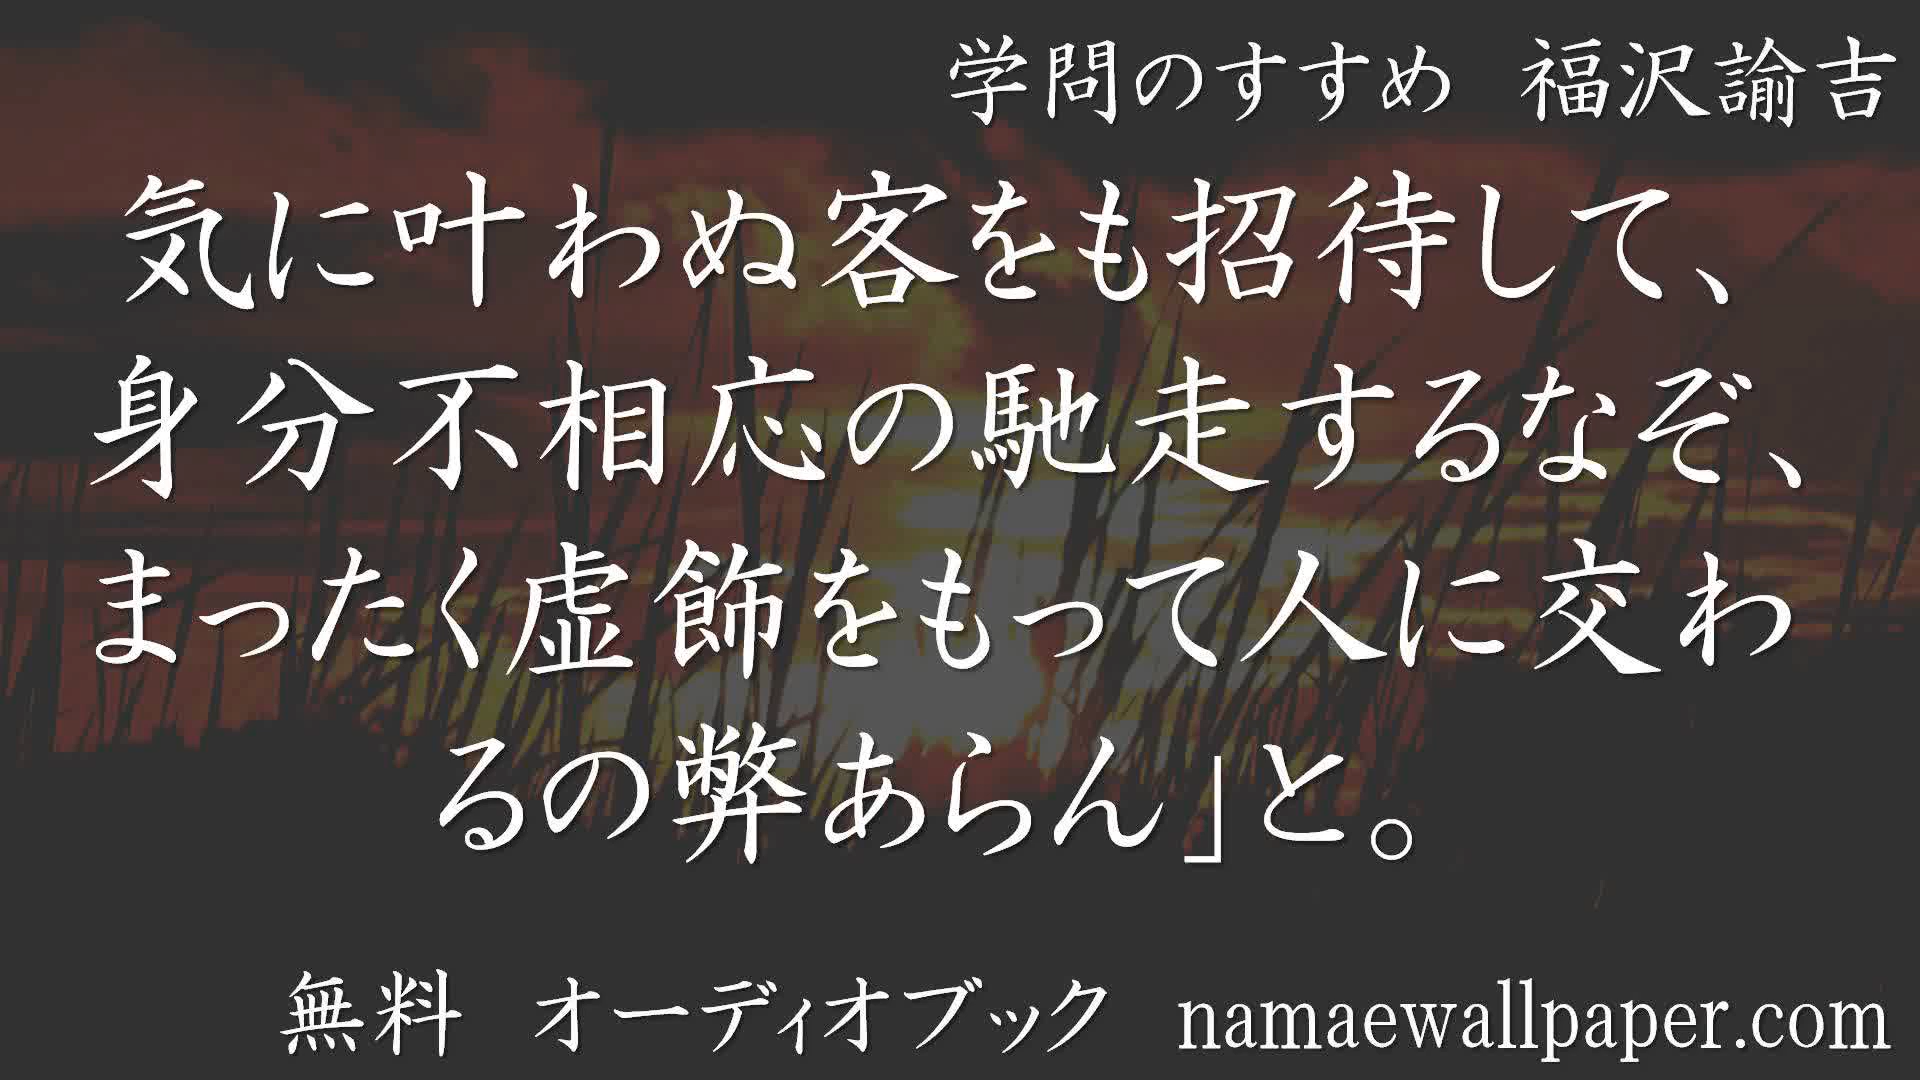 学問のすすめ 福沢諭吉
気に叶わぬ客をも招待して、
身分不相応の馳走するなぞ、
まったく虚飾をもって人に交わ
るの弊あらん」と。
無料 オーディオブック namaewallpaper.com